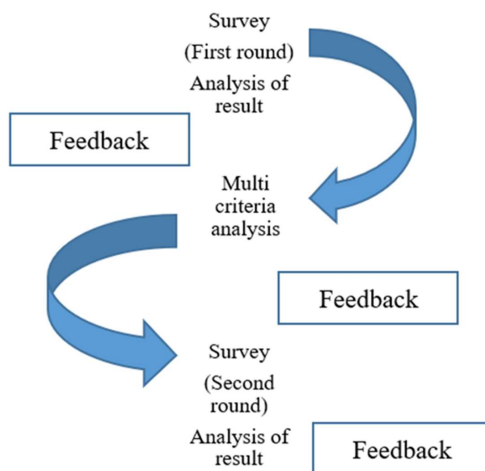 Survey
(First round)
Analysis of
result
Feedback
Multi
criteria
analysis
Feedback
Survey
(Second
round)
Analysis of
result
Feedback